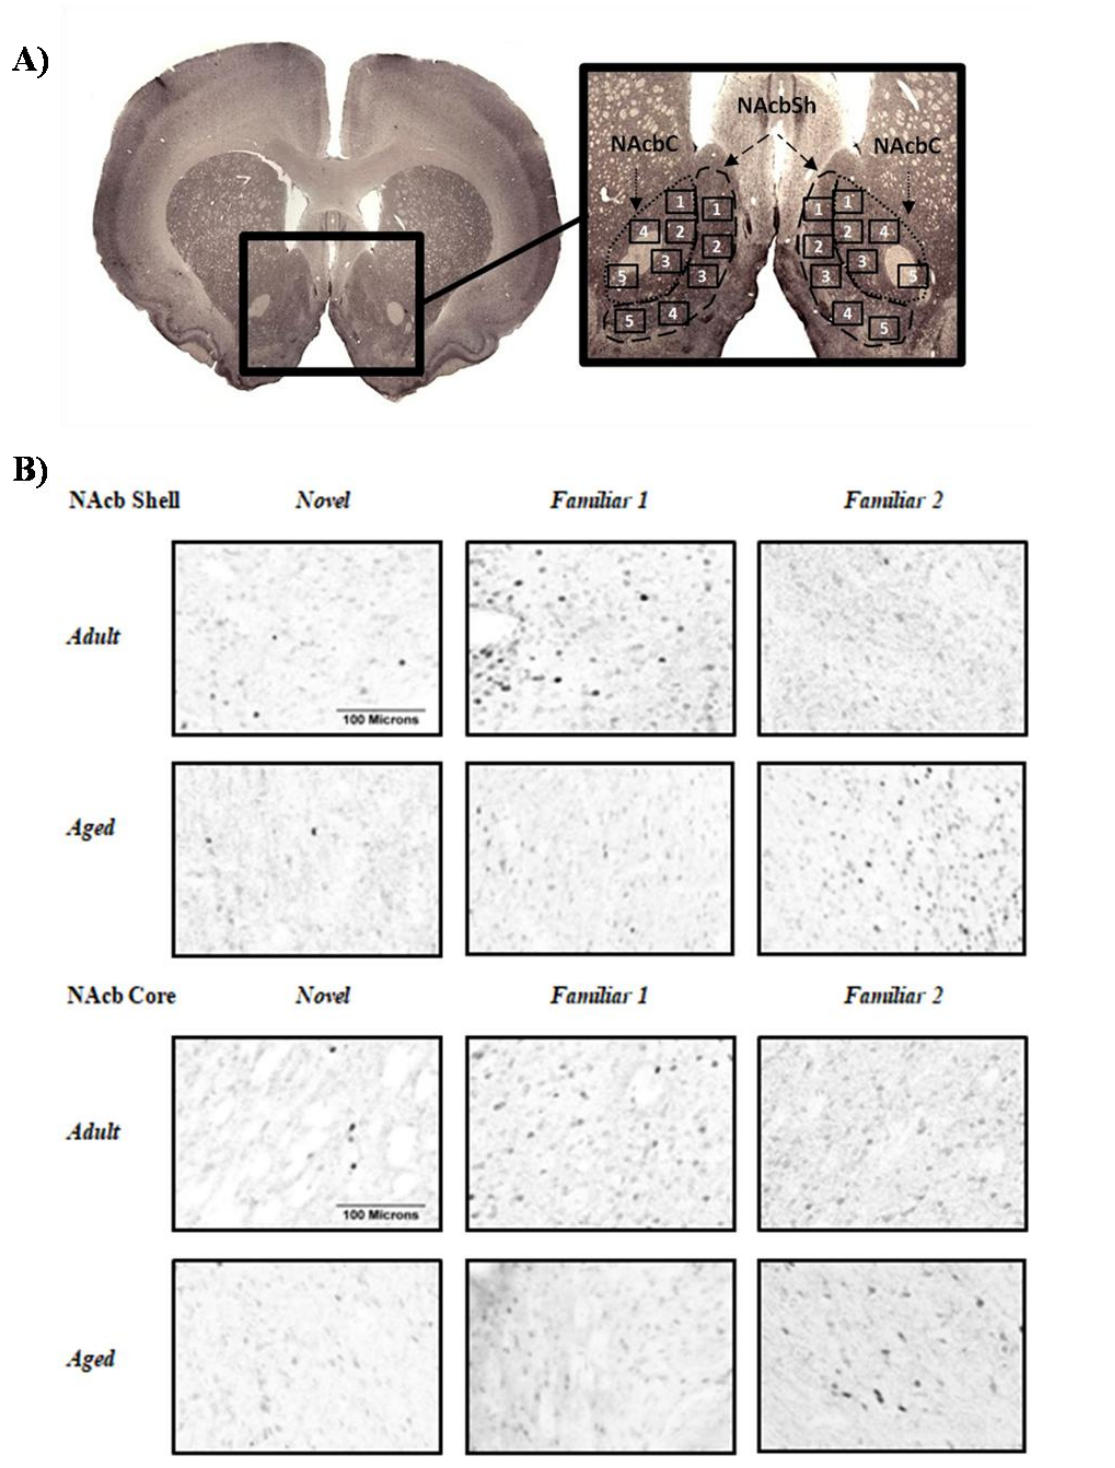 A)
NAcbSh
NAcbC NAcbC
1 1 1 1
4 2 2 2 4
3 2 3
5 3 3 5
5 4 4 5
B)
NAcb Shell Novel Familiar 1 Familiar 2
Adult
100 Microns
Aged
NAcb Core Novel Familiar 1 Familiar 2
Adult
100 Microns
Aged